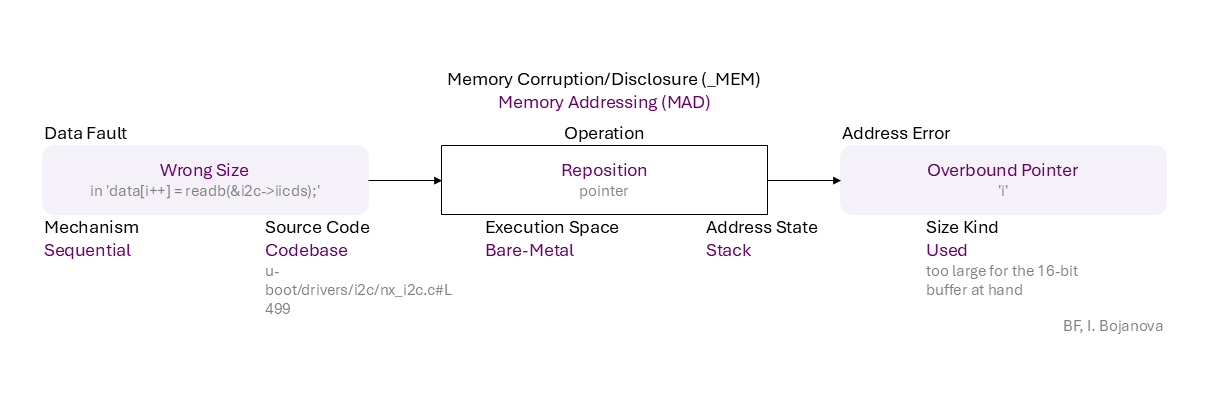 Memory Corruption/Disclosure (_MEM)
Memory Addressing (MAD)
Data Fault
Operation
Address Error
Wrong Size
in 'data[i++] = readb(&i2c->iicds);'
Reposition
pointer
Overbound Pointer
'i'
Mechanism
Sequential
Source Code
Codebase
u-
boot/drivers/i2c/nx_i2c.c#L
499
Execution Space
Bare-Metal
Address State
Stack
Size Kind
Used
too large for the 16-bit
buffer at hand
BF, I. Bojanova